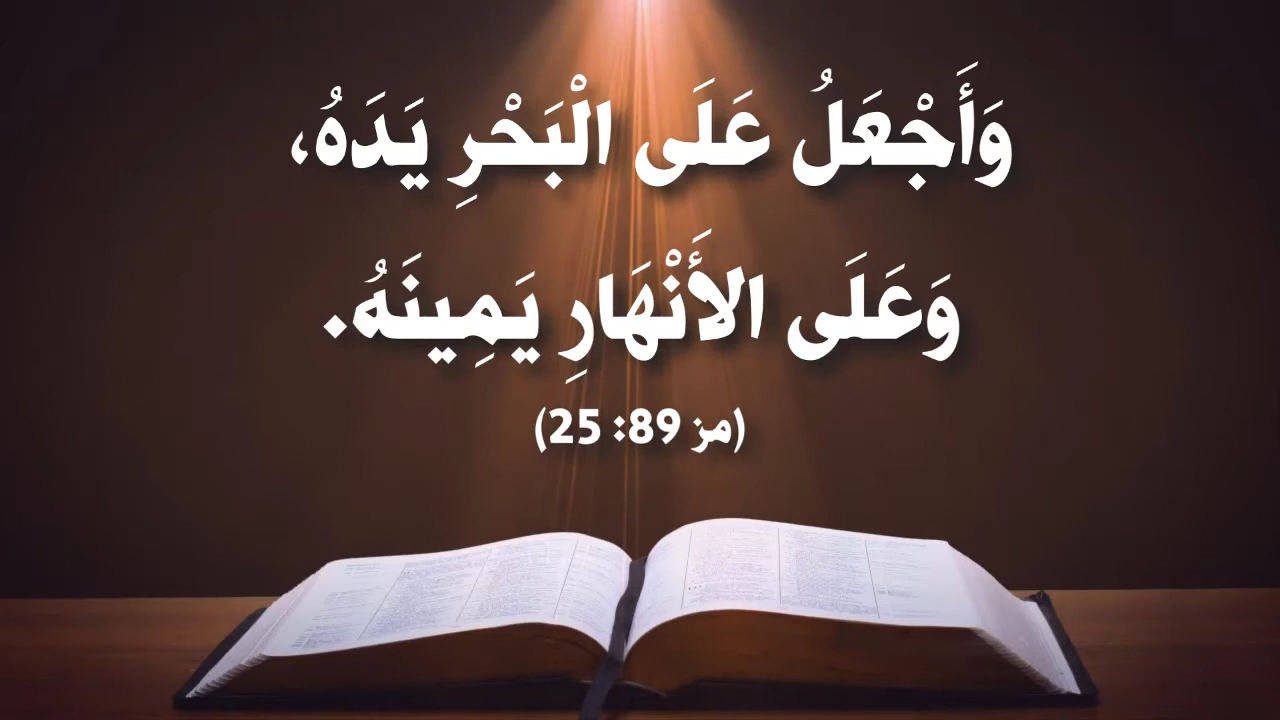 وَأَجْعَلُ عَلَى الْبَحْرِ يَدَهُ،
وَعَلَى الأَنْهَارِ يَمِينَهُ.
(مز 89: 25)